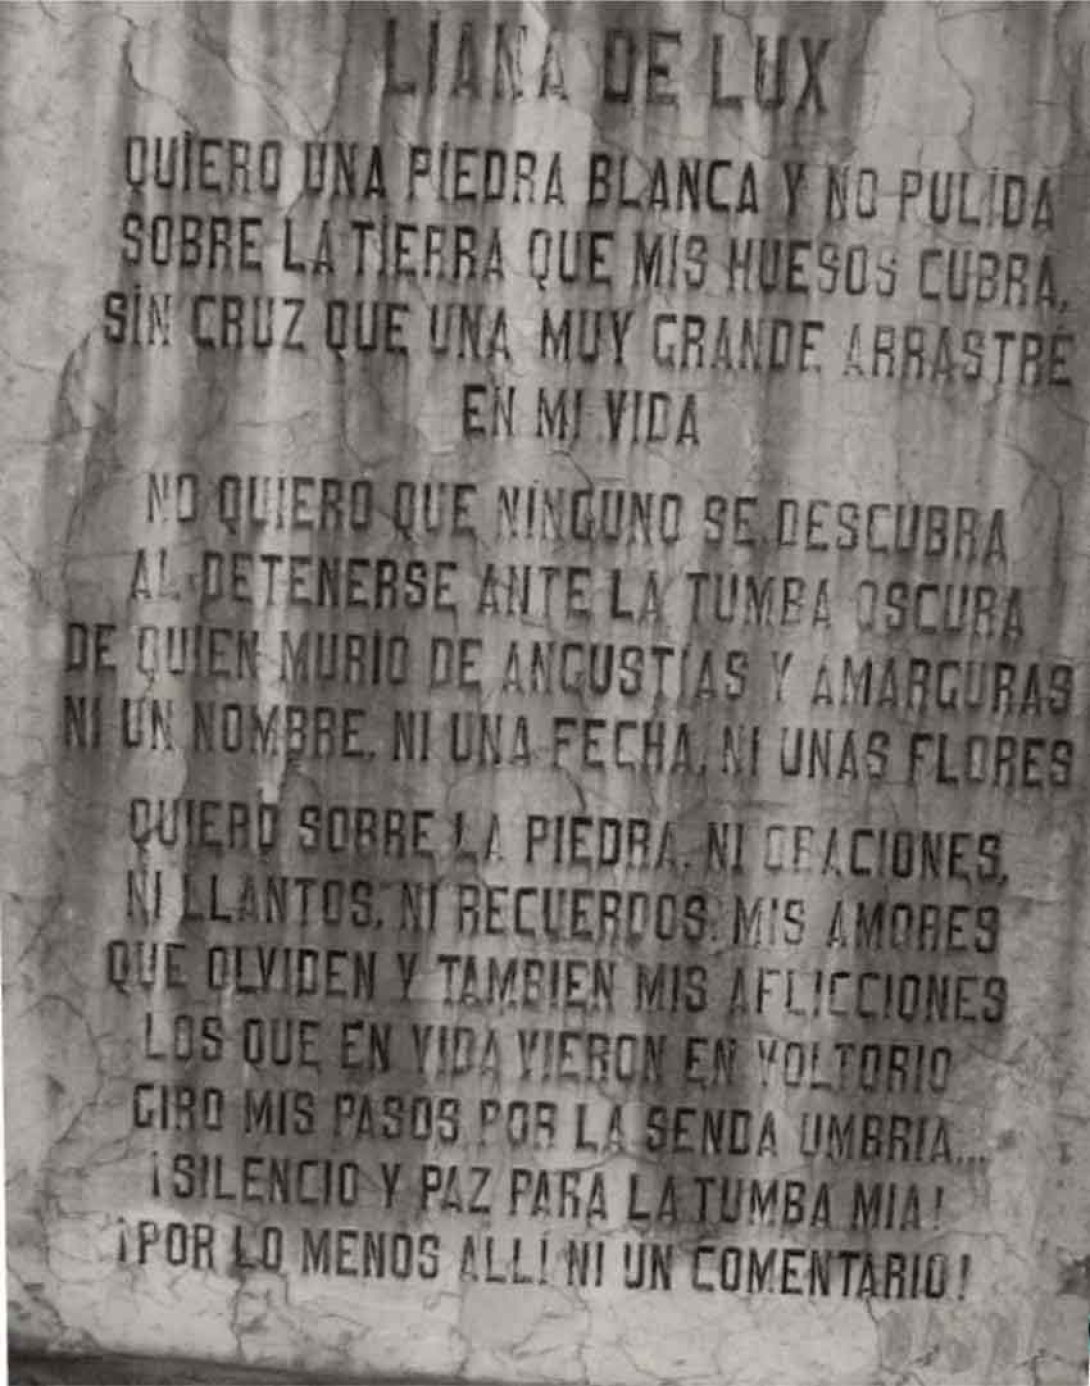 LIANA DE LUX
QUIERO UNA PIEDRA BLANCA Y NO PULIDA
SOBRE LA TIERRA QUE MIS HUESOS CUBRA,
SIN CRUZ QUE UNA MUY GRANDE ARRASTRÉ
EN MI VIDA
NO QUIERO QUE NINGUNO SE DESCUBRA
AL DETENERSE ANTE LA TUMBA OSCURA
DE QUIEN MURIO DE ANGUSTIAS Y AMARGURAS
NI UN NOMBRE, NI UNA FECHA, NI UNAS FLORES
QUIERO SOBRE LA PIEDRA, NI ORACIONES,
NI LLANTOS, NI RECUERDOS; MIS AMORES
QUE OLVIDEN Y TAMBIEN MIS AFLICCIONES
LOS QUE EN VIDA VIERON EN VOLTORIO
GIRO MIS PASOS POR LA SENDA UMBRIA...
¡SILENCIO Y PAZ PARA LA TUMBA MIA!
¡POR LO MENOS ALLÍ NI UN COMENTARIO!